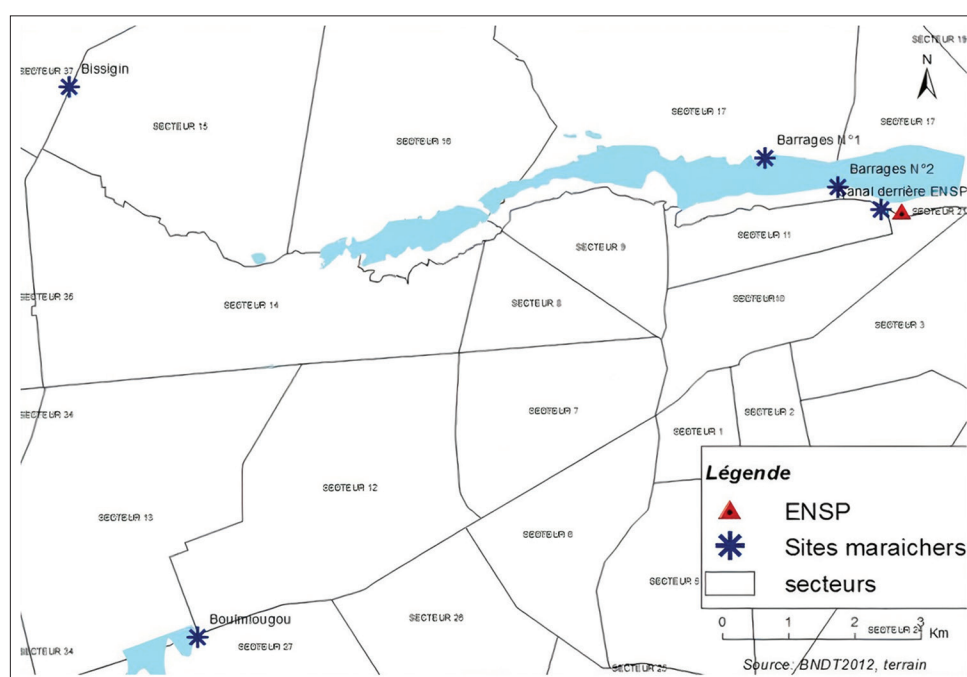 SECTEUR 19
N
SECTEUR 37
Bissigin
SECTEUR 17
SECTEUR 17
SECTEUR 15
SECTEUR 16
Barrages N°1
Barrages N°2
Canal derrière ENSP
SECTEUR 11
SECTEUR 9
SECTEUR 36
SECTEUR 14
SECTEUR 8
SECTEUR 10
SECTEUR 3
SECTEUR 34
SECTEUR 7
SECTEUR 2
SECTEUR 1
SECTEUR 12
SECTEUR 13
SECTEUR 6
SECTEUR 5
Légende
ENSP
Sites maraichers
secteurs
Boulmiougou
SECTEUR 26
SECTEUR 27
SECTEUR 34
SECTEUR 25
SECTEUR 24
0 1 2 3
Km
Source: BNDT2012, terrain